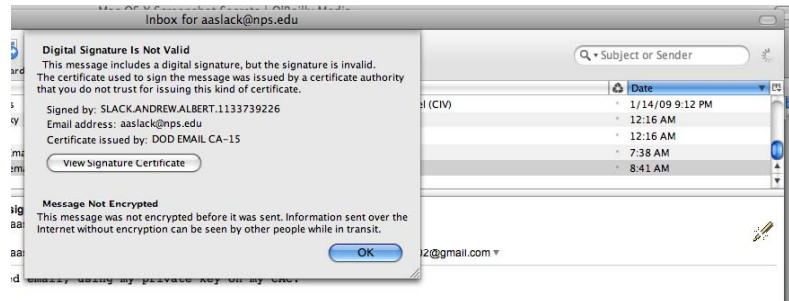 Mac OS X Screenshot Secrets | O'Reilly Media
Inbox for aaslack@nps.edu
Digital Signature Is Not Valid
This message includes a digital signature, but the signature is invalid.
The certificate used to sign the message was issued by a certificate authority
that you do not trust for issuing this kind of certificate.
Signed by: SLACK.ANDREW.ALBERT.1133739226
Email address: aaslack@nps.edu
Certificate issued by: DOD EMAIL CA-15
View Signature Certificate
Message Not Encrypted
This message was not encrypted before it was sent. Information sent over the
Internet without encryption can be seen by other people while in transit.
OK
Subject or Sender
Date
el (CIV)
1/14/09 9:12 PM
12:16 AM
12:16 AM
7:38 AM
8:41 AM
02@gmail.com
ed email, using my private key on my CAC.